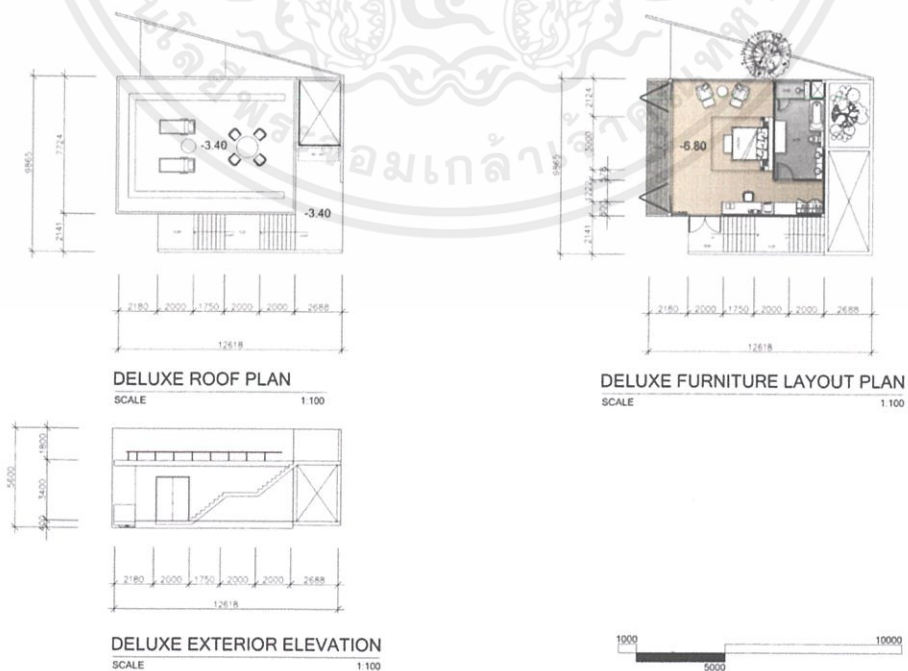 9865
7724
2141
-3.40
-3.40
2180 2000 1750 2000 2000 2688
12618
DELUXE ROOF PLAN
SCALE 1:100
9865
2124
2141
-6.80
2180 2000 1750 2000 2000 2688
12618
DELUXE FURNITURE LAYOUT PLAN
SCALE 1:100
5600
1800
3400
400
2180 2000 1750 2000 2000 2688
12618
DELUXE EXTERIOR ELEVATION
SCALE 1:100
1000 10000
5000